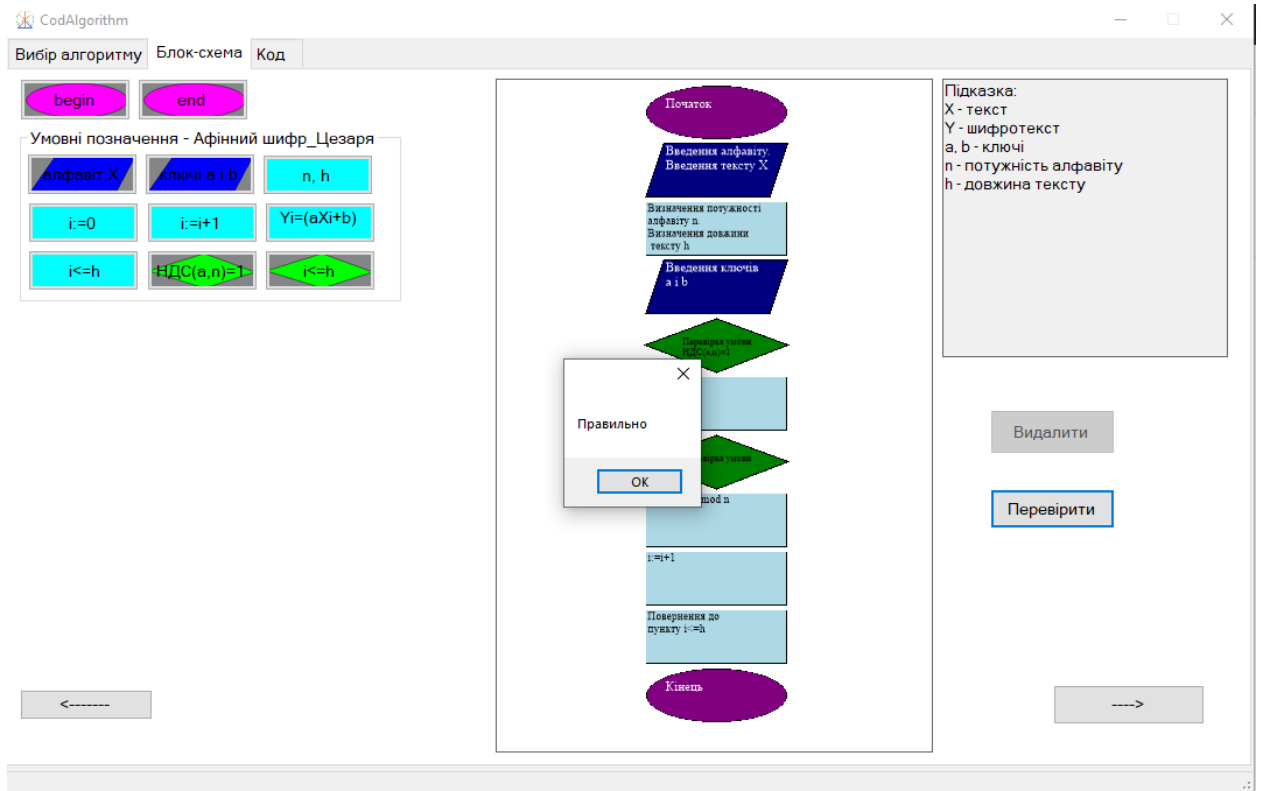 CodAlgorithm
Вибір алгоритму Блок-схема Код
begin end
Умовні позначення - Афінний шифр_Цезаря
алфавіт,X ключі a i b n, h
i:=0 i:=i+1 Yi=(aXi+b)
i<=h НДС(a,n)=1 i<=h
Початок
Введення алфавіту.
Введення тексту X
Визначення потужності
алфавіту n.
Визначення довжини
тексту h
Введення ключів
a i b
Перевірка умови
НДС(a,n)=1
умови
mod n
i:=i+1
Повернення до
пункту i<=h
Кінець
Правильно
OK
Підказка:
X - текст
Y - шифротекст
a, b - ключі
n - потужність алфавіту
h - довжина тексту
Видалити
Перевірити
<-------
---->